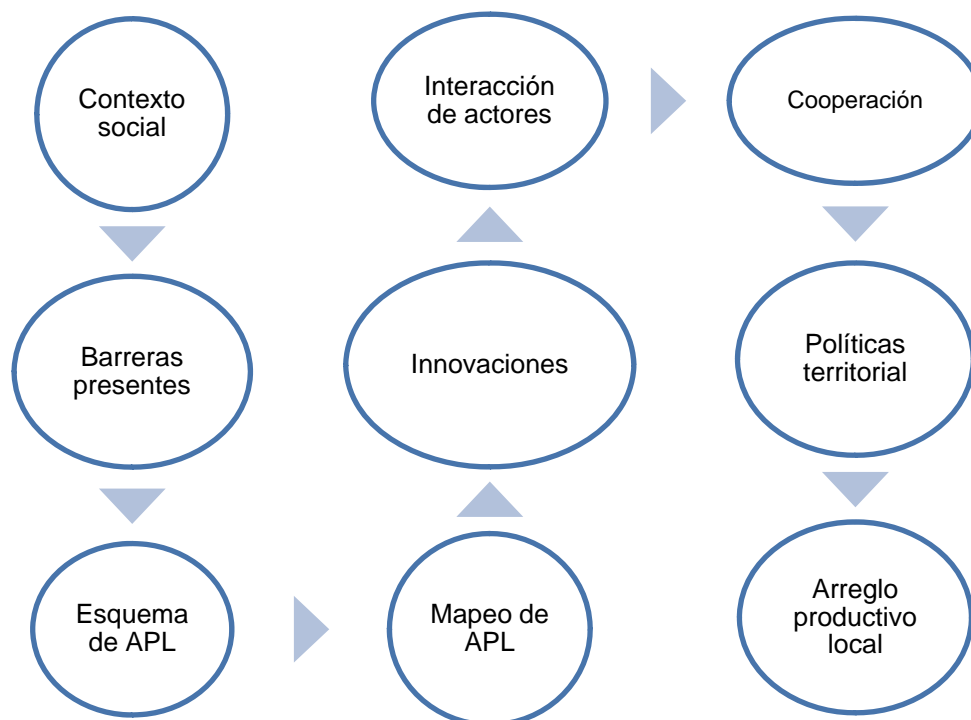 Contexto
social
Barreras
presentes
Esquema
de APL
Mapeo de
APL
Innovaciones
Interacción
de actores
Cooperación
Políticas
territorial
Arreglo
productivo
local